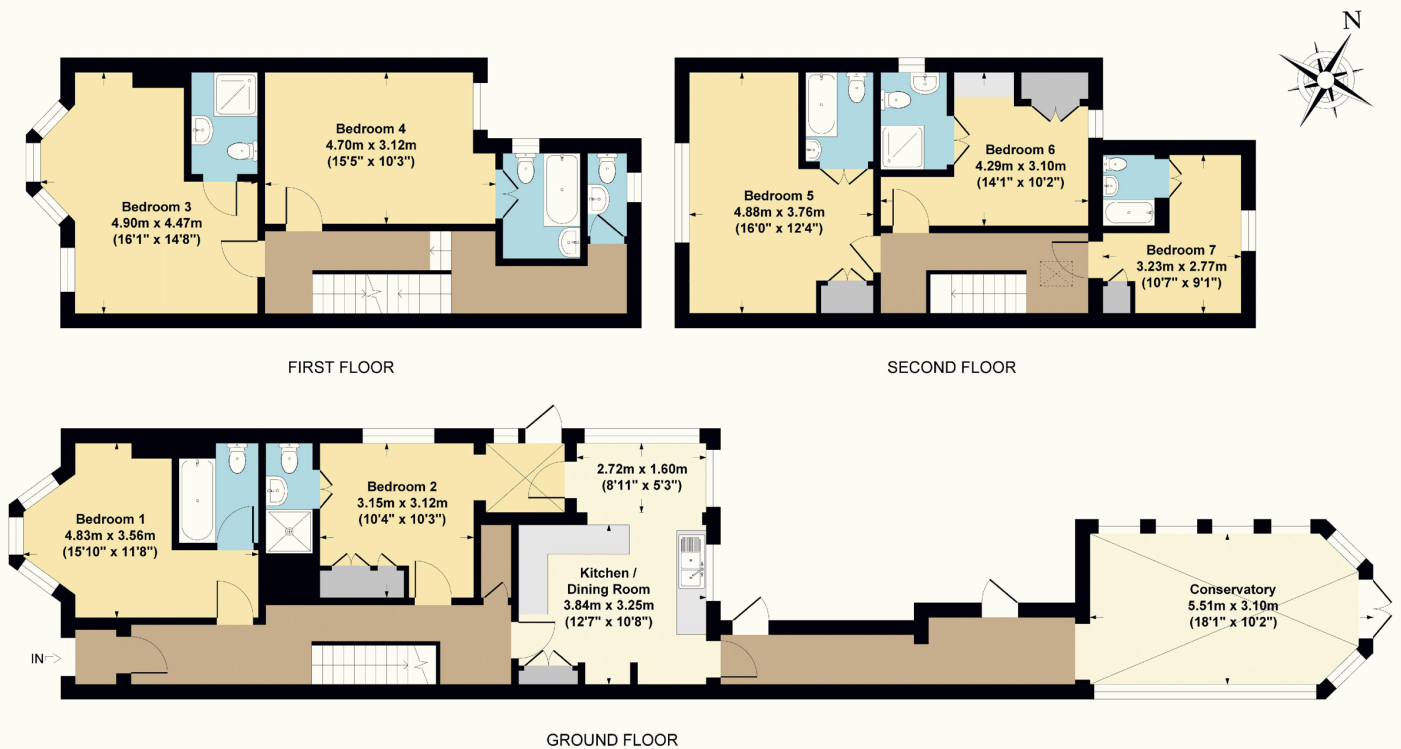 N
Bedroom 3
4.90m x 4.47m
(16'1" x 14'8")
Bedroom 4
4.70m x 3.12m
(15'5" x 10'3")
FIRST FLOOR
Bedroom 5
4.88m x 3.76m
(16'0" x 12'4")
Bedroom 6
4.29m x 3.10m
(14'1" x 10'2")
Bedroom 7
3.23m x 2.77m
(10'7" x 9'1")
SECOND FLOOR
IN
Bedroom 1
4.83m x 3.56m
(15'10" x 11'8")
Bedroom 2
3.15m x 3.12m
(10'4" x 10'3")
2.72m x 1.60m
(8'11" x 5'3")
Kitchen /
Dining Room
3.84m x 3.25m
(12'7" x 10'8")
Conservatory
5.51m x 3.10m
(18'1" x 10'2")
GROUND FLOOR